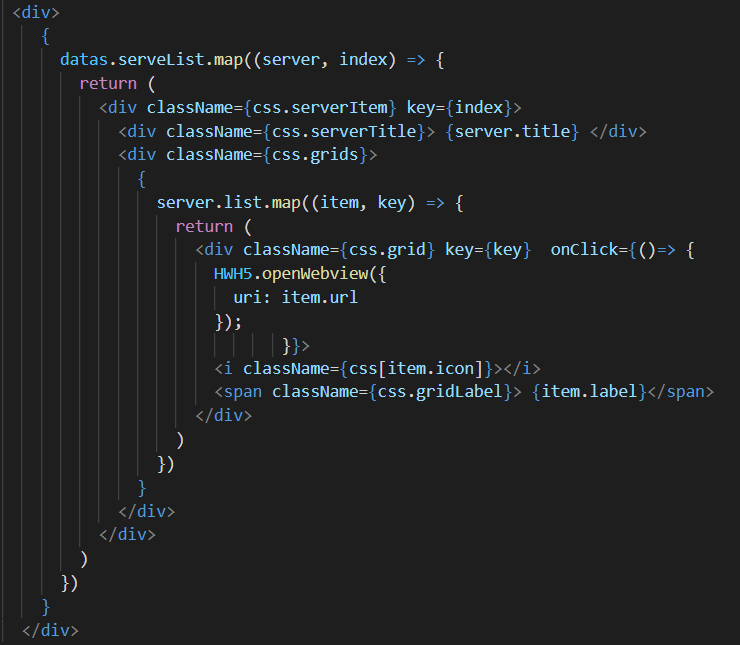 <div>
{
datas.serveList.map((server, index) => {
return (
<div className={css.serverItem} key={index}>
<div className={css.serverTitle}> {server.title} </div>
<div className={css.grids}>
{
server.list.map((item, key) => {
return (
<div className={css.grid} key={key}  onClick={()=> {
HWH5.openWebview({
uri: item.url
});
}}>
<i className={css[item.icon]}></i>
<span className={css.gridLabel}> {item.label}</span>
</div>
)
})
}
</div>
</div>
)
})
}
</div>